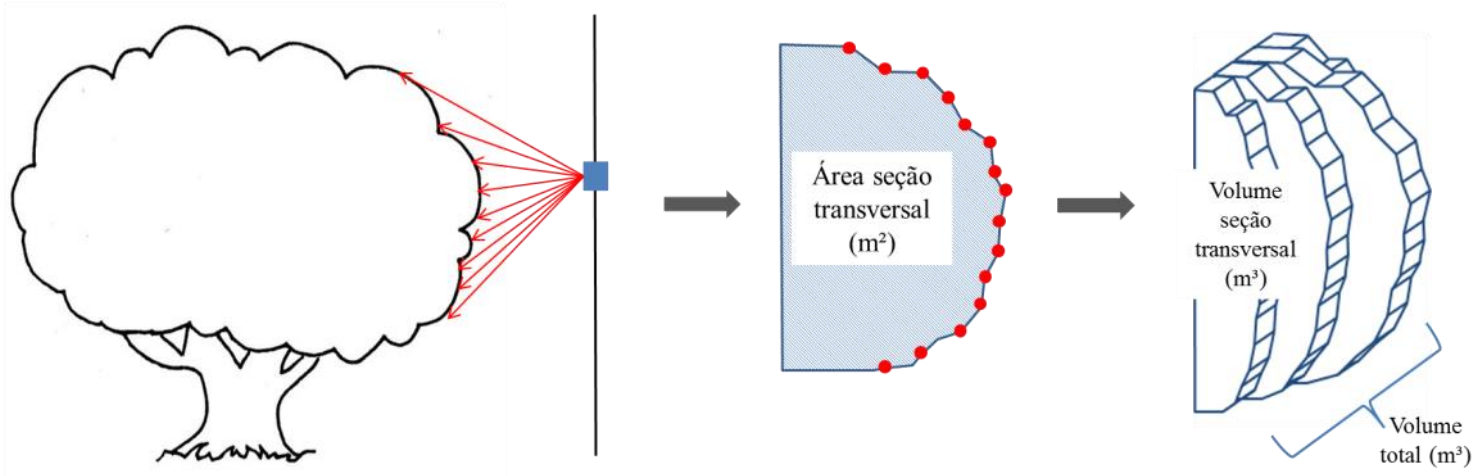 Área seção
transversal
(m²)
Volume
seção
transversal
(m³)
Volume
total (m³)